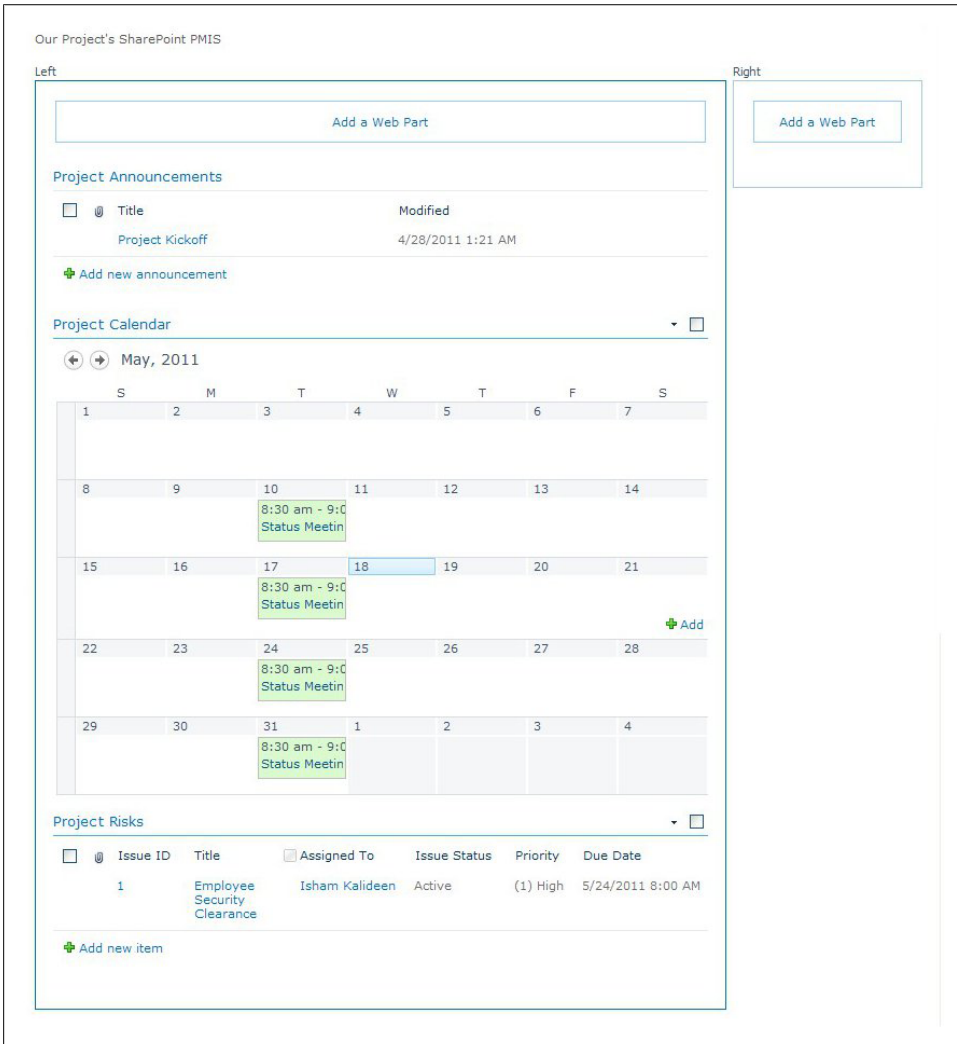 Our Project's SharePoint PMIS
Left
Right
Add a Web Part
Add a Web Part
Project Announcements
Title Modified
Project Kickoff 4/28/2011 1:21 AM
Add new announcement
Project Calendar
May, 2011
S M T W T F S
1 2 3 4 5 6 7
8 9 10 11 12 13 14
8:30 am - 9:0
Status Meetin
15 16 17 18 19 20 21
8:30 am - 9:0
Status Meetin
Add
22 23 24 25 26 27 28
8:30 am - 9:0
Status Meetin
29 30 31 1 2 3 4
8:30 am - 9:0
Status Meetin
Project Risks
Issue ID Title Assigned To Issue Status Priority Due Date
1 Employee Isham Kalideen Active (1) High 5/24/2011 8:00 AM
Security
Clearance
Add new item